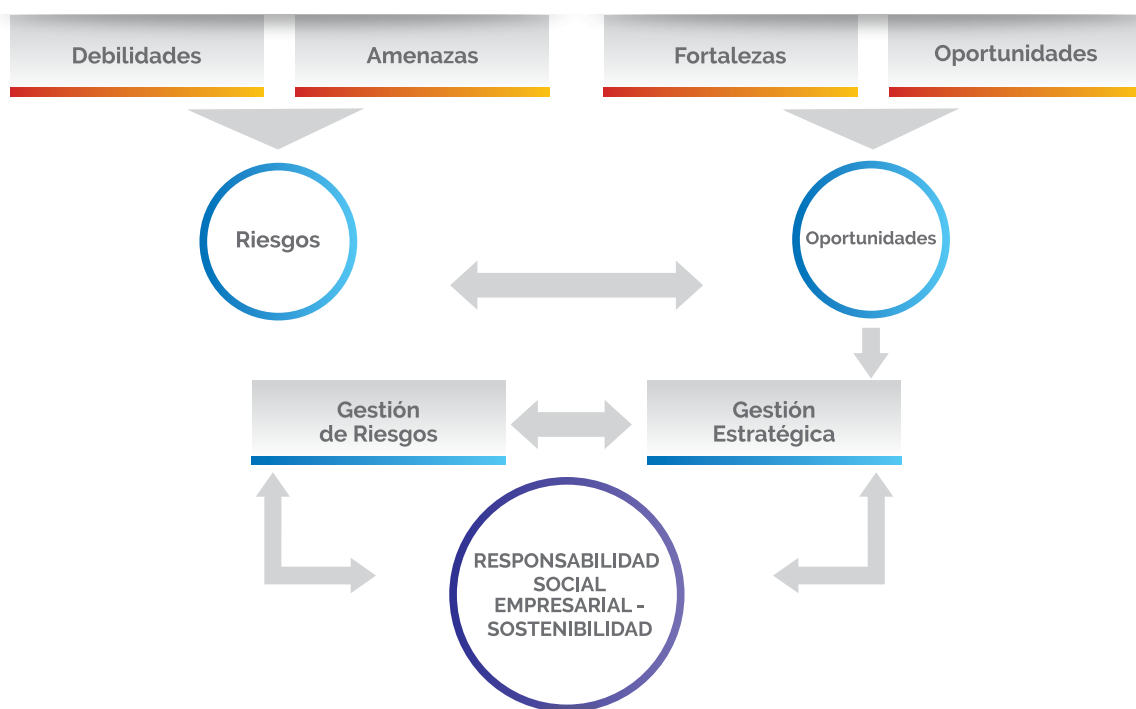 Debilidades
Amenazas
Fortalezas
Oportunidades
Riesgos
Oportunidades
Gestión
de Riesgos
Gestión
Estratégica
RESPONSABILIDAD
SOCIAL
EMPRESARIAL -
SOSTENIBILIDAD